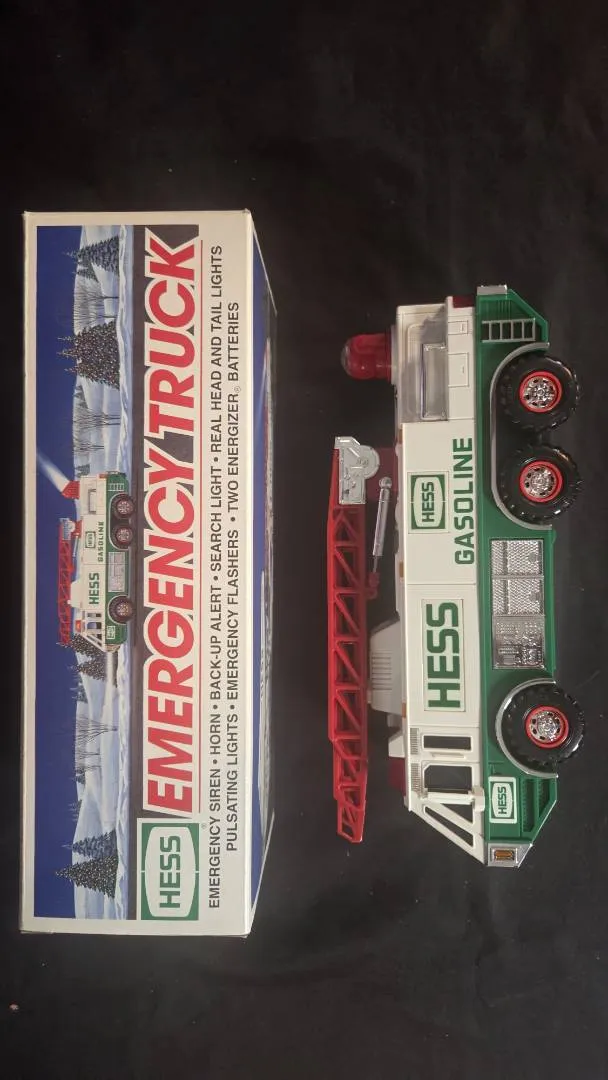 HESS
EMERGENCY TRUCK
EMERGENCY SIREN • HORN • BACK-UP ALERT • SEARCH LIGHT • REAL HEAD AND TAIL LIGHTS
PULSATING LIGHTS • EMERGENCY FLASHERS • TWO ENERGIZER® BATTERIES
HESS
HESS
GASOLINE
HESS
HESS
GASOLINE
HESS